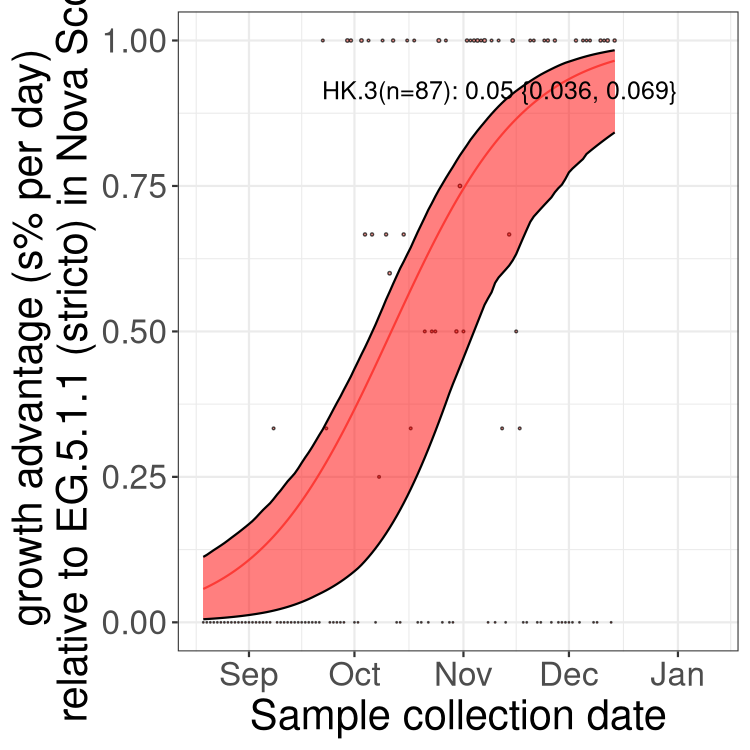 growth advantage (s% per day)
relative to EG.5.1.1 (stricto) in Nova
1.00
0.75
0.50
0.25
0.00
HK.3(n=87): 0.05 {0.036, 0.069}
Sep Oct Nov Dec Jan
Sample collection date